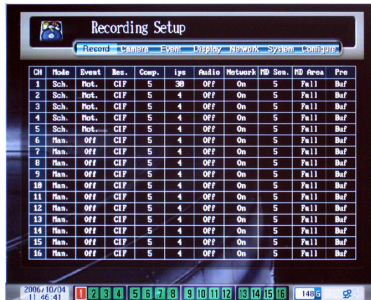 Recording Setup
Record Camera Event Display Network System Configure
CH Mode Event Res. Comp. ips Audio Network MD Sen. MD Area Pre
1 Sch. Mot. CIF 5 30 Off On 5 Full Buf
2 Sch. Mot. CIF 5 4 Off On 5 Full Buf
3 Sch. Mot. CIF 5 4 Off On 5 Full Buf
4 Sch. Mot. CIF 5 4 Off On 5 Full Buf
5 Sch. Mot. CIF 5 4 Off On 5 Full Buf
6 Man. Off CIF 5 4 Off On 5 Full Buf
7 Man. Off CIF 5 4 Off On 5 Full Buf
8 Man. Off CIF 5 4 Off On 5 Full Buf
9 Man. Off CIF 5 4 Off On 5 Full Buf
10 Man. Off CIF 5 4 Off On 5 Full Buf
11 Man. Off CIF 5 4 Off On 5 Full Buf
12 Man. Off CIF 5 4 Off On 5 Full Buf
13 Man. Off CIF 5 4 Off On 5 Full Buf
14 Man. Off CIF 5 4 Off On 5 Full Buf
15 Man. Off CIF 5 4 Off On 5 Full Buf
16 Man. Off CIF 5 4 Off On 5 Full Buf
2006/10/04
11:46:41 1 2 3 4 5 6 7 8 9 10 11 12 13 14 15 16 148